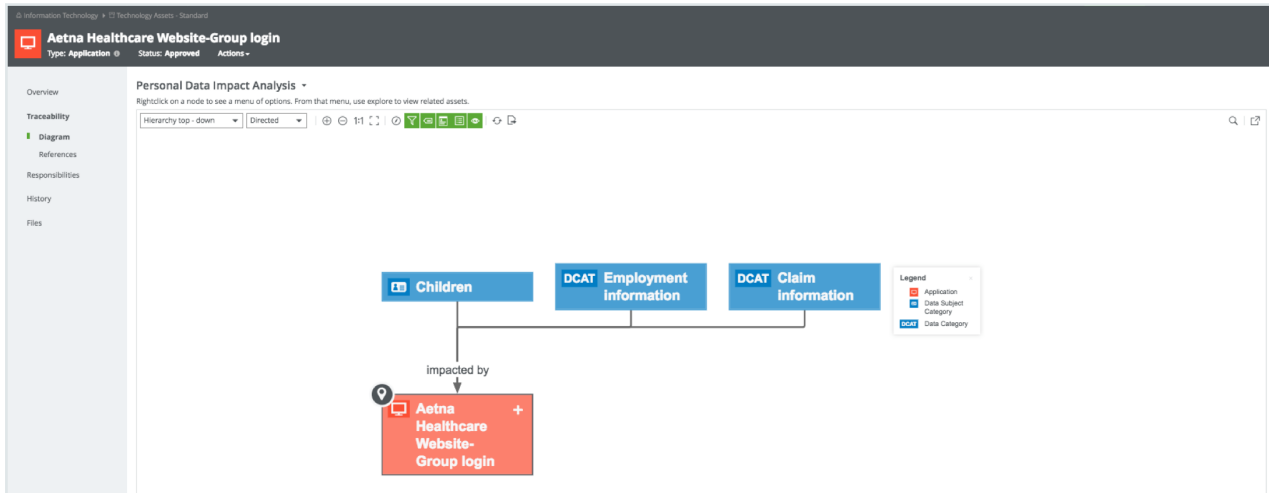 Information Technology ▸ Technology Assets - Standard
Aetna Healthcare Website-Group login
Type: Application Status: Approved Actions
Overview
Traceability
Diagram
References
Responsibilities
History
Files
Personal Data Impact Analysis
Rightclick on a node to see a menu of options. From that menu, use explore to view related assets.
Hierarchy top - down Directed 1:1
Children
DCAT Employment
information
DCAT Claim
information
Legend
Application
Data Subject
Category
DCAT Data Category
impacted by
Aetna
Healthcare
Website-
Group login